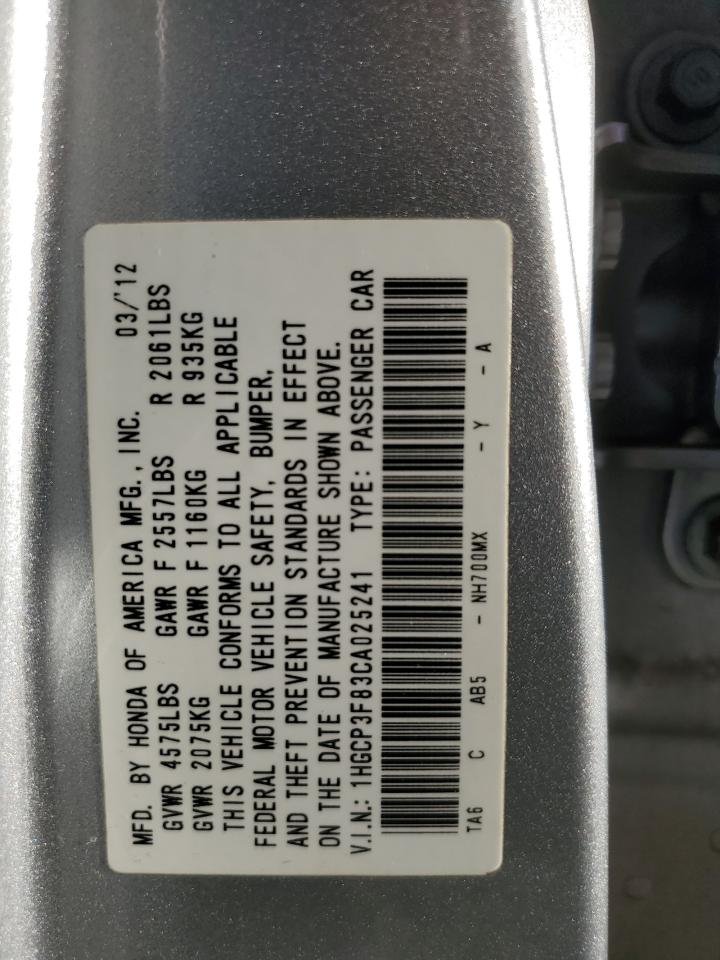 MFD. BY HONDA OF AMERICA MFG., INC. 03/'12
GVWR 4575LBS GAWR F 2557LBS R 2061LBS
GVWR 2075KG GAWR F 1160KG R 935KG
THIS VEHICLE CONFORMS TO ALL APPLICABLE
FEDERAL MOTOR VEHICLE SAFETY, BUMPER,
AND THEFT PREVENTION STANDARDS IN EFFECT
ON THE DATE OF MANUFACTURE SHOWN ABOVE.
V.I.N.: 1HGCP3F83CA025241 TYPE: PASSENGER CAR
TA6 C AB5 - NH700MX - Y - A